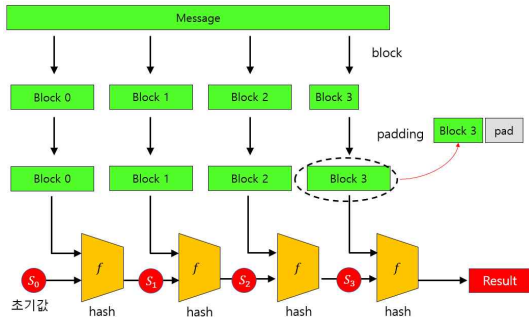 Message
block
Block 0
Block 1
Block 2
Block 3
padding
Block 3
pad
Block 0
Block 1
Block 2
Block 3
S₀
f
S₁
f
S₂
f
S₃
f
Result
초기값
hash
hash
hash
hash